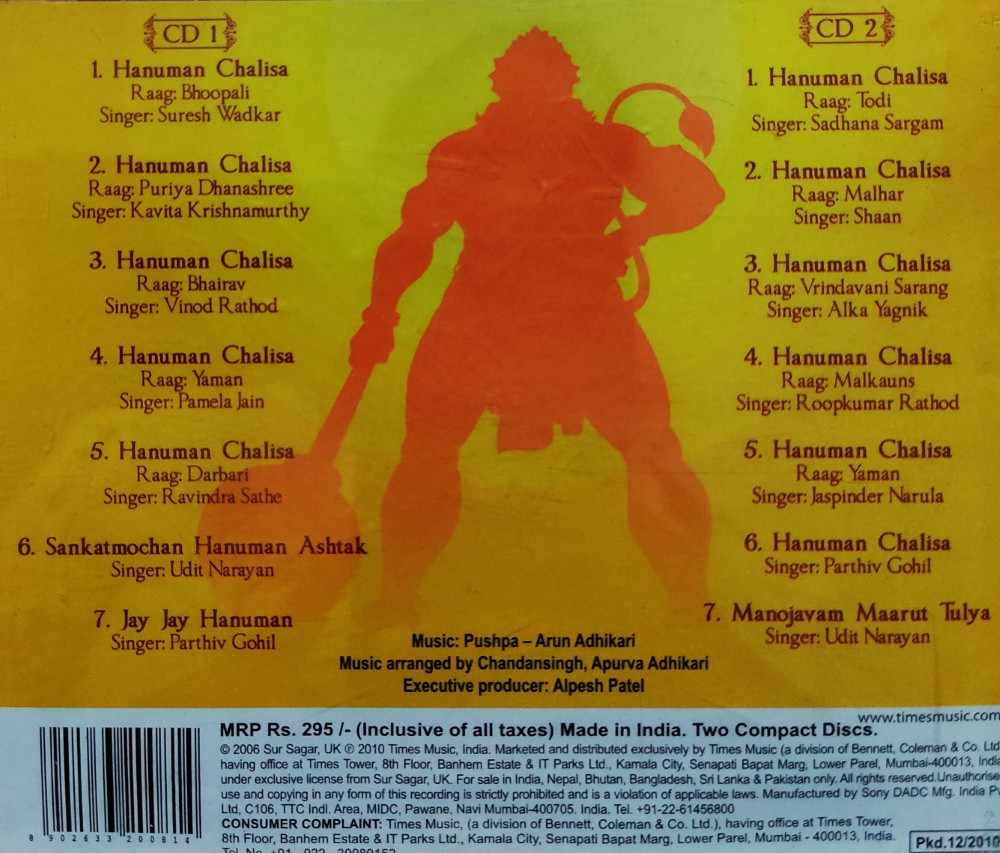 CD 1
1. Hanuman Chalisa
Raag: Bhoopali
Singer: Suresh Wadkar
2. Hanuman Chalisa
Raag: Puriya Dhanashree
Singer: Kavita Krishnamurthy
3. Hanuman Chalisa
Raag: Bhairav
Singer: Vinod Rathod
4. Hanuman Chalisa
Raag: Yaman
Singer: Pamela Jain
5. Hanuman Chalisa
Raag: Darbari
Singer: Ravindra Sathe
6. Sankatmochan Hanuman Ashtak
Singer: Udit Narayan
7. Jay Jay Hanuman
Singer: Parthiv Gohil
CD 2
1. Hanuman Chalisa
Raag: Todi
Singer: Sadhana Sargam
2. Hanuman Chalisa
Raag: Malhar
Singer: Shaan
3. Hanuman Chalisa
Raag: Vrindavani Sarang
Singer: Alka Yagnik
4. Hanuman Chalisa
Raag: Malkauns
Singer: Roopkumar Rathod
5. Hanuman Chalisa
Raag: Yaman
Singer: Jaspinder Narula
6. Hanuman Chalisa
Singer: Parthiv Gohil
7. Manojavam Maarut Tulya
Singer: Udit Narayan
Music: Pushpa – Arun Adhikari
Music arranged by Chandansingh, Apurva Adhikari
Executive producer: Alpesh Patel
www.timesmusic.com
MRP Rs. 295 /- (Inclusive of all taxes) Made in India. Two Compact Discs.
© 2006 Sur Sagar, UK ℗ 2010 Times Music, India. Marketed and distributed exclusively by Times Music (a division of Bennett, Coleman & Co. Ltd
having office at Times Tower, 8th Floor, Banhem Estate & IT Parks Ltd., Kamala City, Senapati Bapat Marg, Lower Parel, Mumbai-400013, India
under exclusive license from Sur Sagar, UK. For sale in India, Nepal, Bhutan, Bangladesh, Sri Lanka & Pakistan only. All rights reserved.Unauthorise
use and copying in any form of this recording is strictly prohibited and is a violation of applicable laws. Manufactured by Sony DADC Mfg. India Pv
Ltd, C106, TTC Indl. Area, MIDC, Pawane, Navi Mumbai-400705. India. Tel. +91-22-61456800
CONSUMER COMPLAINT: Times Music, (a division of Bennett, Coleman & Co. Ltd.), having office at Times Tower,
8th Floor, Banhem Estate & IT Parks Ltd., Kamala City, Senapati Bapat Marg, Lower Parel, Mumbai - 400013, India.
Tel. No. +91 - 022 - 30989152
8 902633 200814
Pkd.12/2010